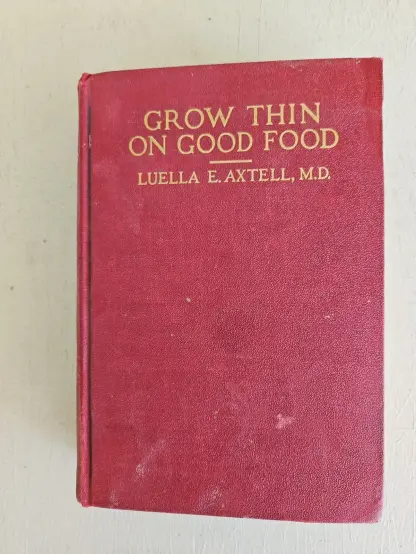 GROW THIN
ON GOOD FOOD
LUELLA E. AXTELL, M.D.